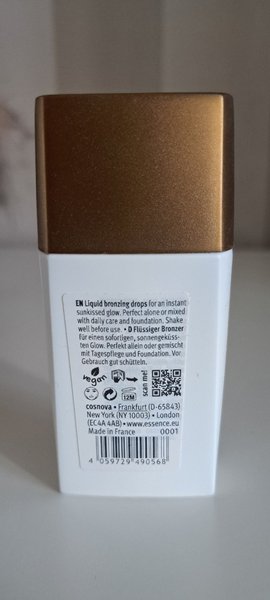 EN Liquid bronzing drops for an instant
sunkissed glow. Perfect alone or mixed
with daily care and foundation. Shake
well before use. • D Flüssiger Bronzer
für einen sofortigen, sonnengeküss-
ten Glow. Perfekt allein oder gemischt
mit Tagespflege und Foundation. Vor
Gebrauch gut schütteln.
vegan
scan me!
12M
cosnova • Frankfurt (D-65843)
New York (NY 10003) • London
(EC4A 4AB) • www.essence.eu
Made in France 0001
4 059729 490568